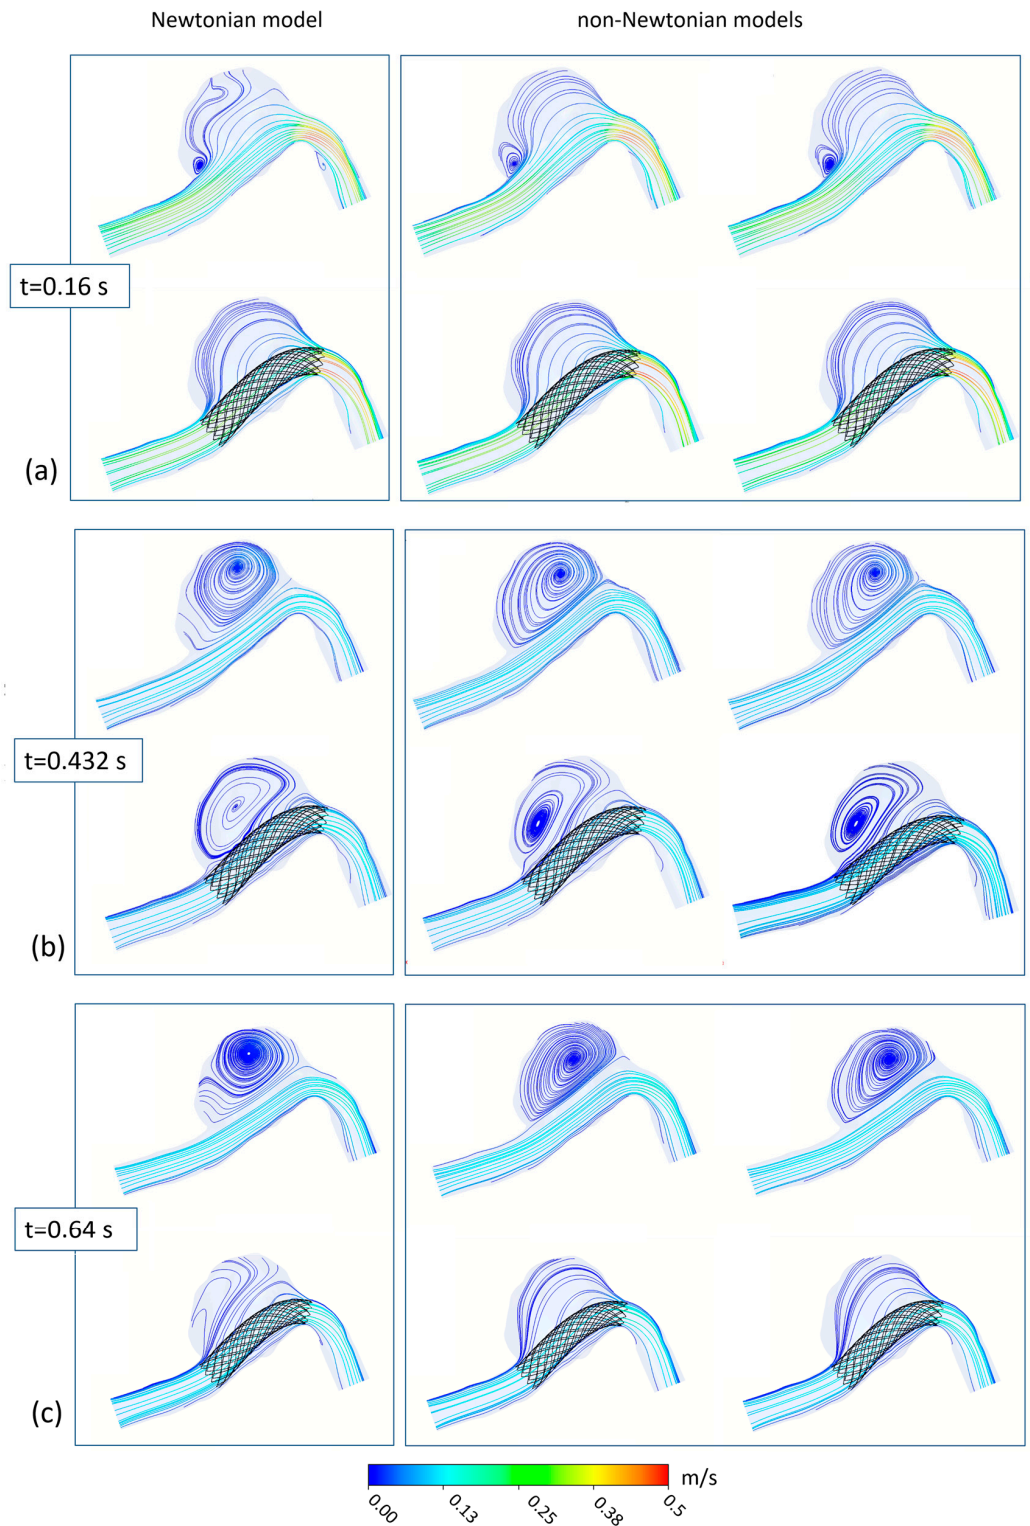 Newtonian model
non-Newtonian models
t=0.16 s
(a)
t=0.432 s
(b)
t=0.64 s
(c)
m/s
0.00 0.13 0.25 0.38 0.5